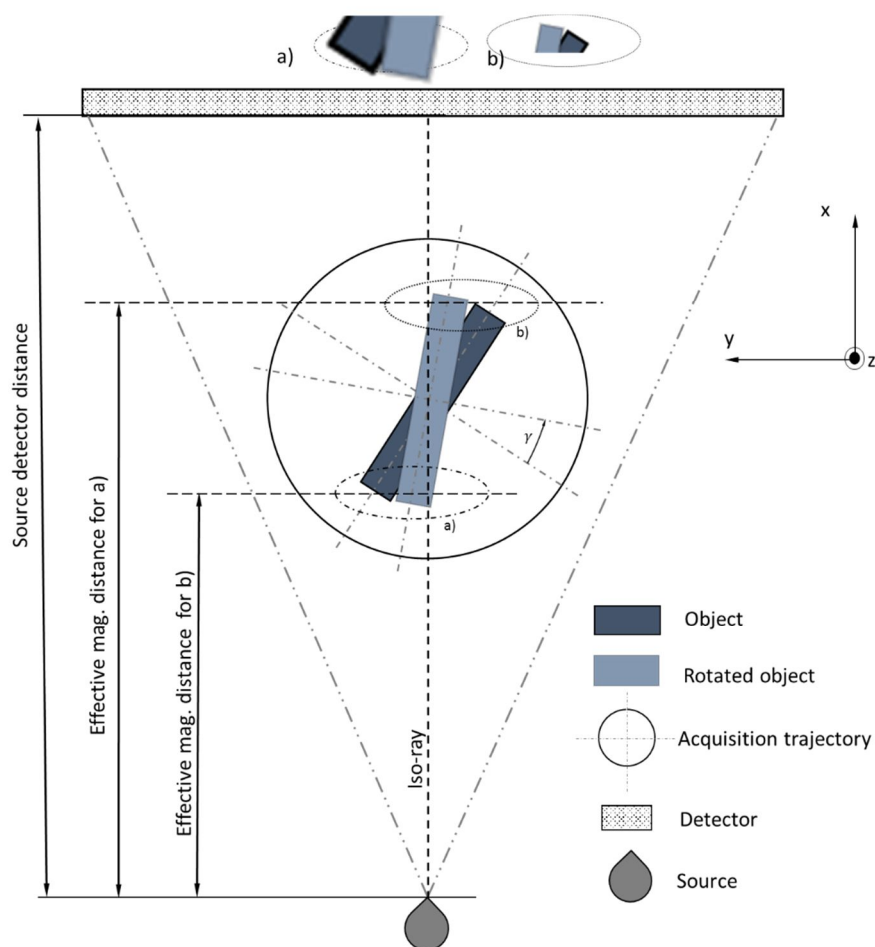 a)
b)
x
y
z
b)
γ
a)
Source detector distance
Effective mag. distance for a)
Effective mag. distance for b)
Iso-ray
Object
Rotated object
Acquisition trajectory
Detector
Source